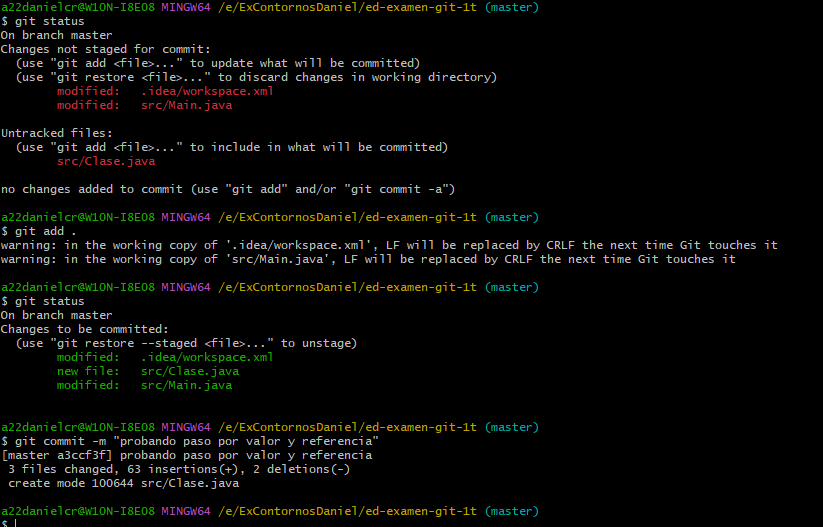 a22danielcr@W10N-I8E08 MINGW64 /e/ExContornosDaniel/ed-examen-git-1t (master)
$ git status
On branch master
Changes not staged for commit:
  (use "git add <file>..." to update what will be committed)
  (use "git restore <file>..." to discard changes in working directory)
        modified:   .idea/workspace.xml
        modified:   src/Main.java

Untracked files:
  (use "git add <file>..." to include in what will be committed)
        src/Clase.java

no changes added to commit (use "git add" and/or "git commit -a")

a22danielcr@W10N-I8E08 MINGW64 /e/ExContornosDaniel/ed-examen-git-1t (master)
$ git add .
warning: in the working copy of '.idea/workspace.xml', LF will be replaced by CRLF the next time Git touches it
warning: in the working copy of 'src/Main.java', LF will be replaced by CRLF the next time Git touches it

a22danielcr@W10N-I8E08 MINGW64 /e/ExContornosDaniel/ed-examen-git-1t (master)
$ git status
On branch master
Changes to be committed:
  (use "git restore --staged <file>..." to unstage)
        modified:   .idea/workspace.xml
        new file:   src/Clase.java
        modified:   src/Main.java

a22danielcr@W10N-I8E08 MINGW64 /e/ExContornosDaniel/ed-examen-git-1t (master)
$ git commit -m "probando paso por valor y referencia"
[master a3ccf3f] probando paso por valor y referencia
 3 files changed, 63 insertions(+), 2 deletions(-)
 create mode 100644 src/Clase.java

a22danielcr@W10N-I8E08 MINGW64 /e/ExContornosDaniel/ed-examen-git-1t (master)
$